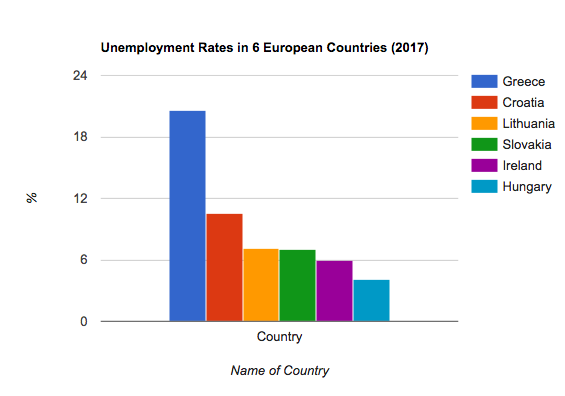 Unemployment Rates in 6 European Countries (2017)
24
18
12
6
0
%
Country
Name of Country
Greece
Croatia
Lithuania
Slovakia
Ireland
Hungary